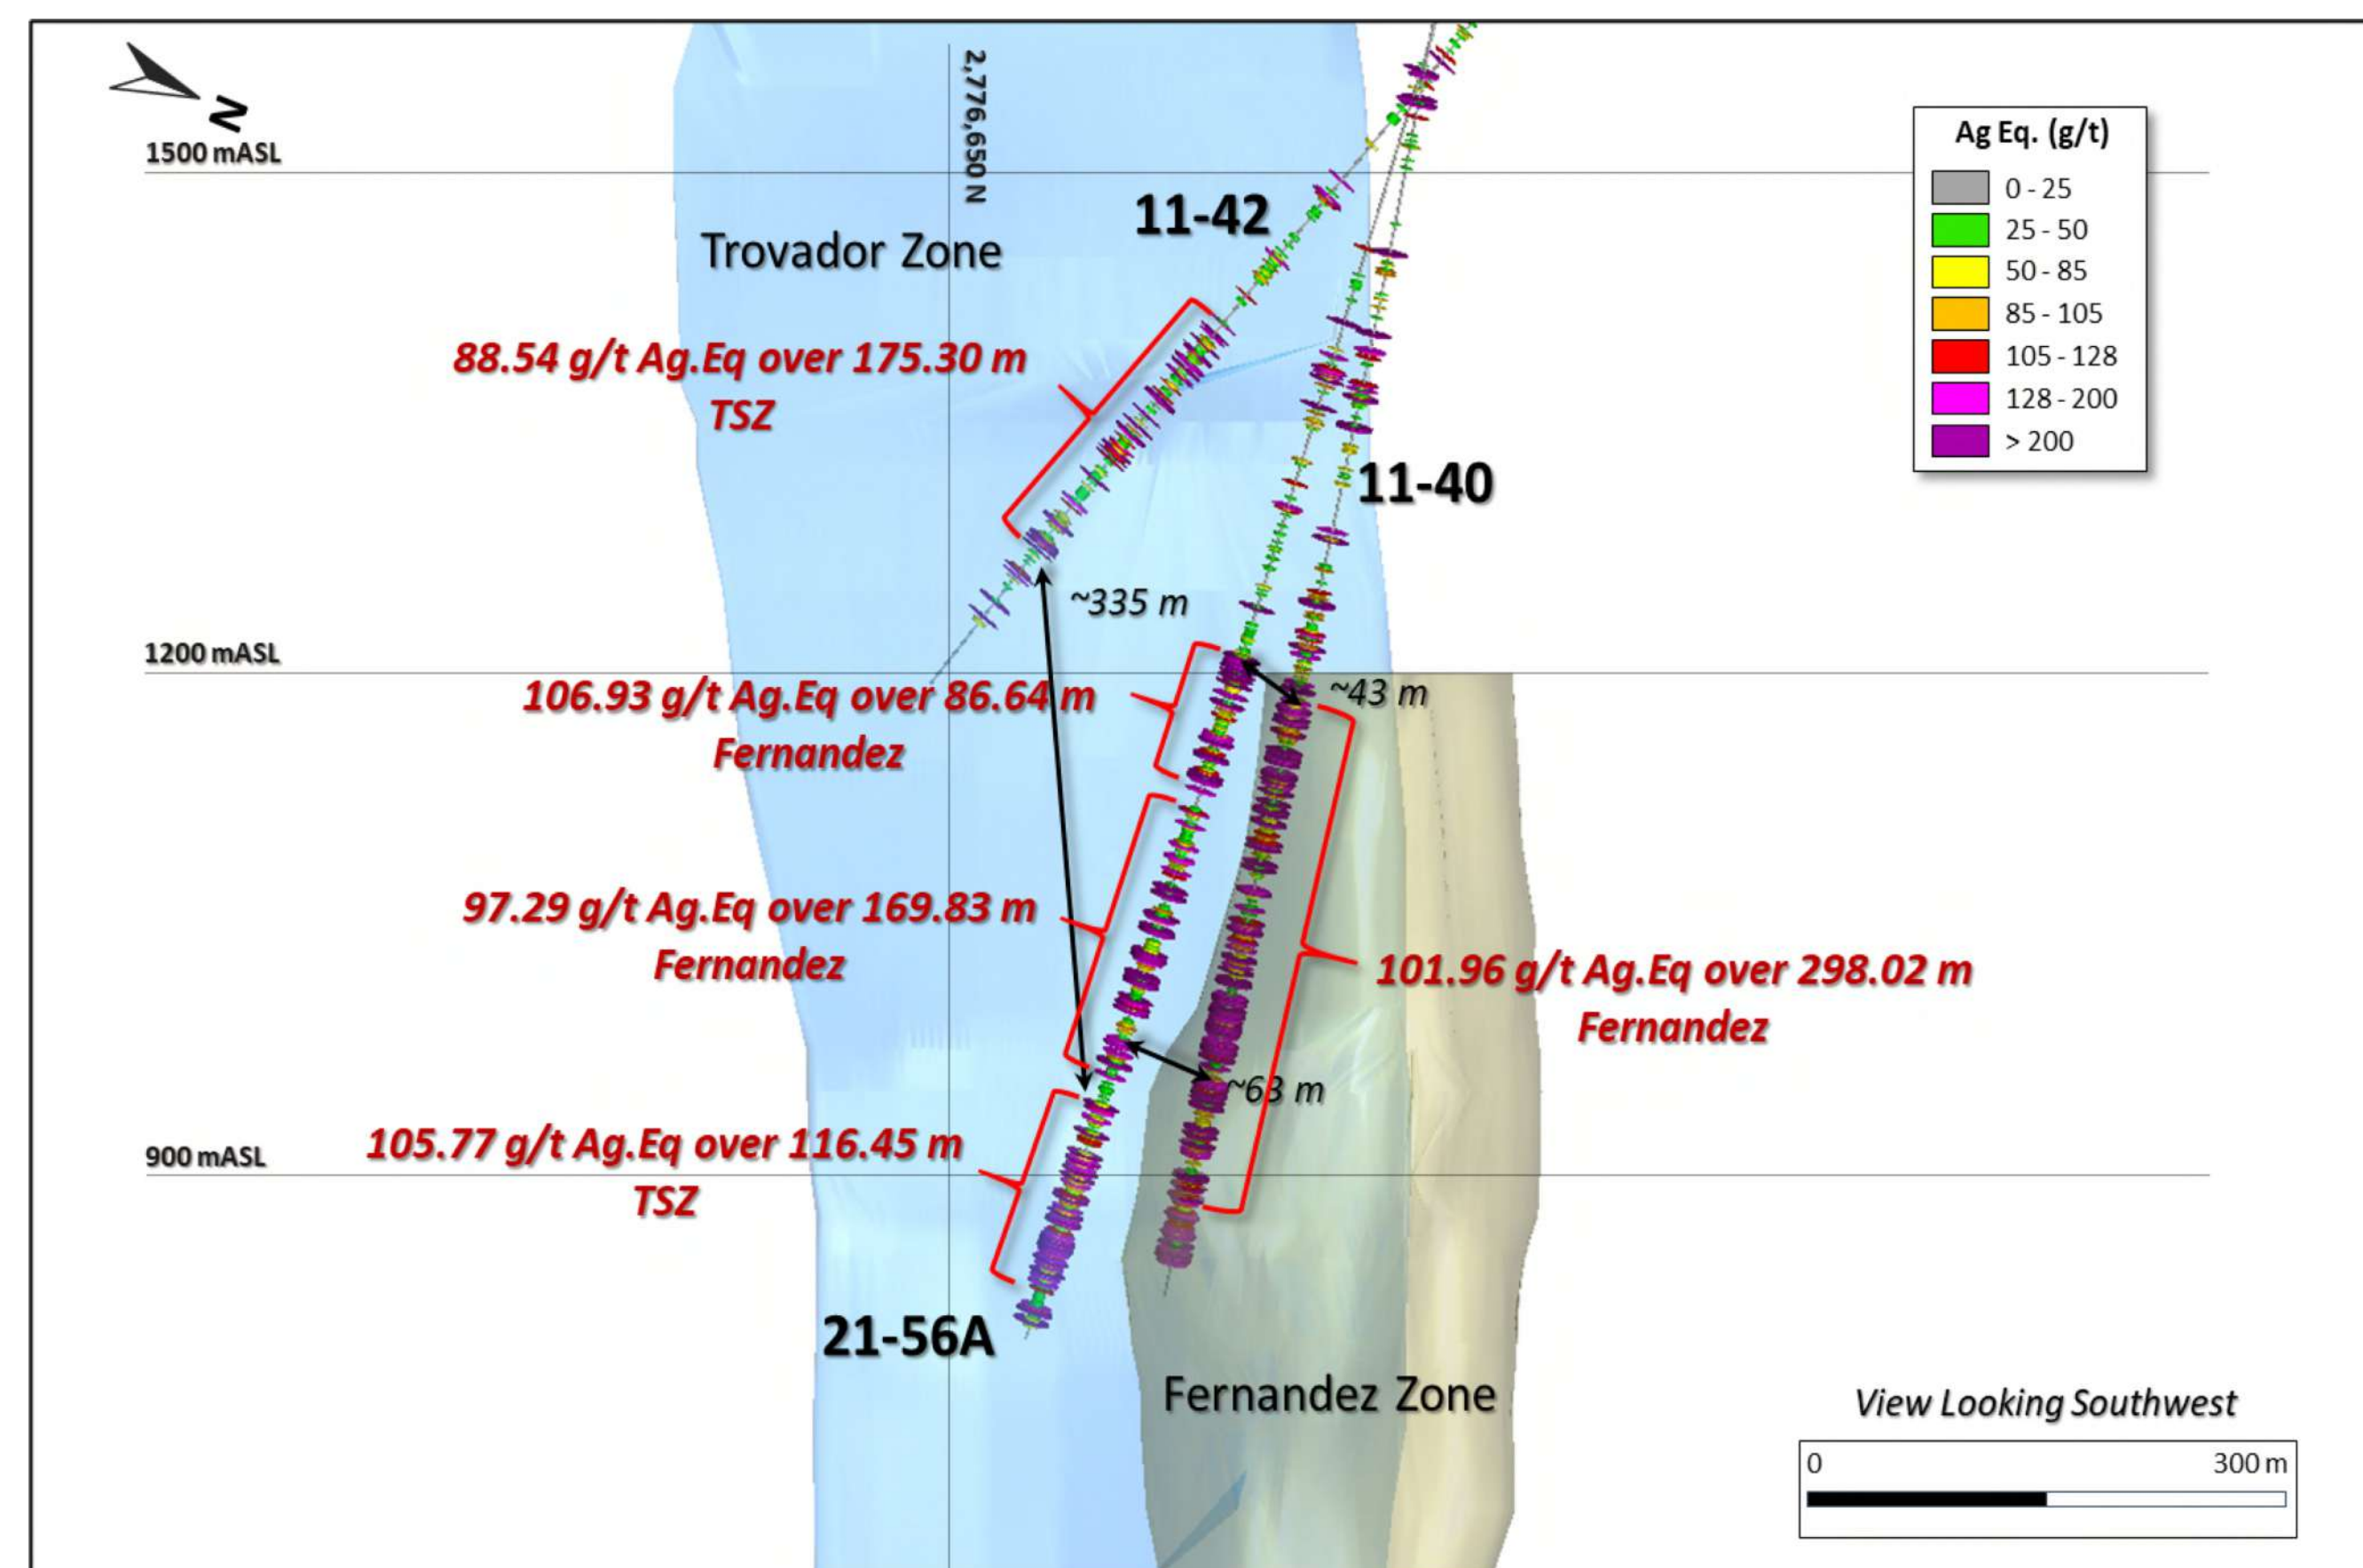 N
1500 mASL
2,776,650 N
Ag Eq. (g/t)
0 - 25
25 - 50
50 - 85
85 - 105
105 - 128
128 - 200
> 200
11-42
Trovador Zone
88.54 g/t Ag.Eq over 175.30 m
TSZ
11-40
~335 m
1200 mASL
106.93 g/t Ag.Eq over 86.64 m
Fernandez
~43 m
97.29 g/t Ag.Eq over 169.83 m
Fernandez
101.96 g/t Ag.Eq over 298.02 m
Fernandez
~63 m
900 mASL
105.77 g/t Ag.Eq over 116.45 m
TSZ
21-56A
Fernandez Zone
View Looking Southwest
0 300 m